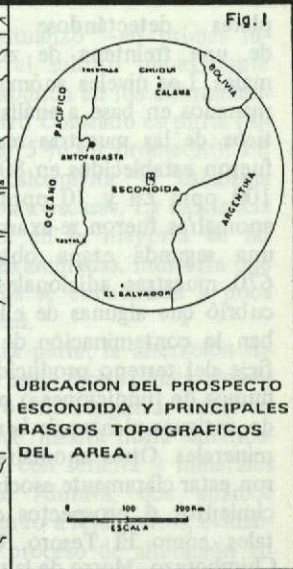 Fig. 1
TOCOPILLA
CHUQUI
CALAMA
BOLIVIA
OCEANO PACIFICO
ANTOFAGASTA
ESCONDIDA
ARGENTINA
TALTAL
EL SALVADOR
UBICACION DEL PROSPECTO
ESCONDIDA Y PRINCIPALES
RASGOS TOPOGRAFICOS
DEL AREA.
0 100 200 Km
ESCALA